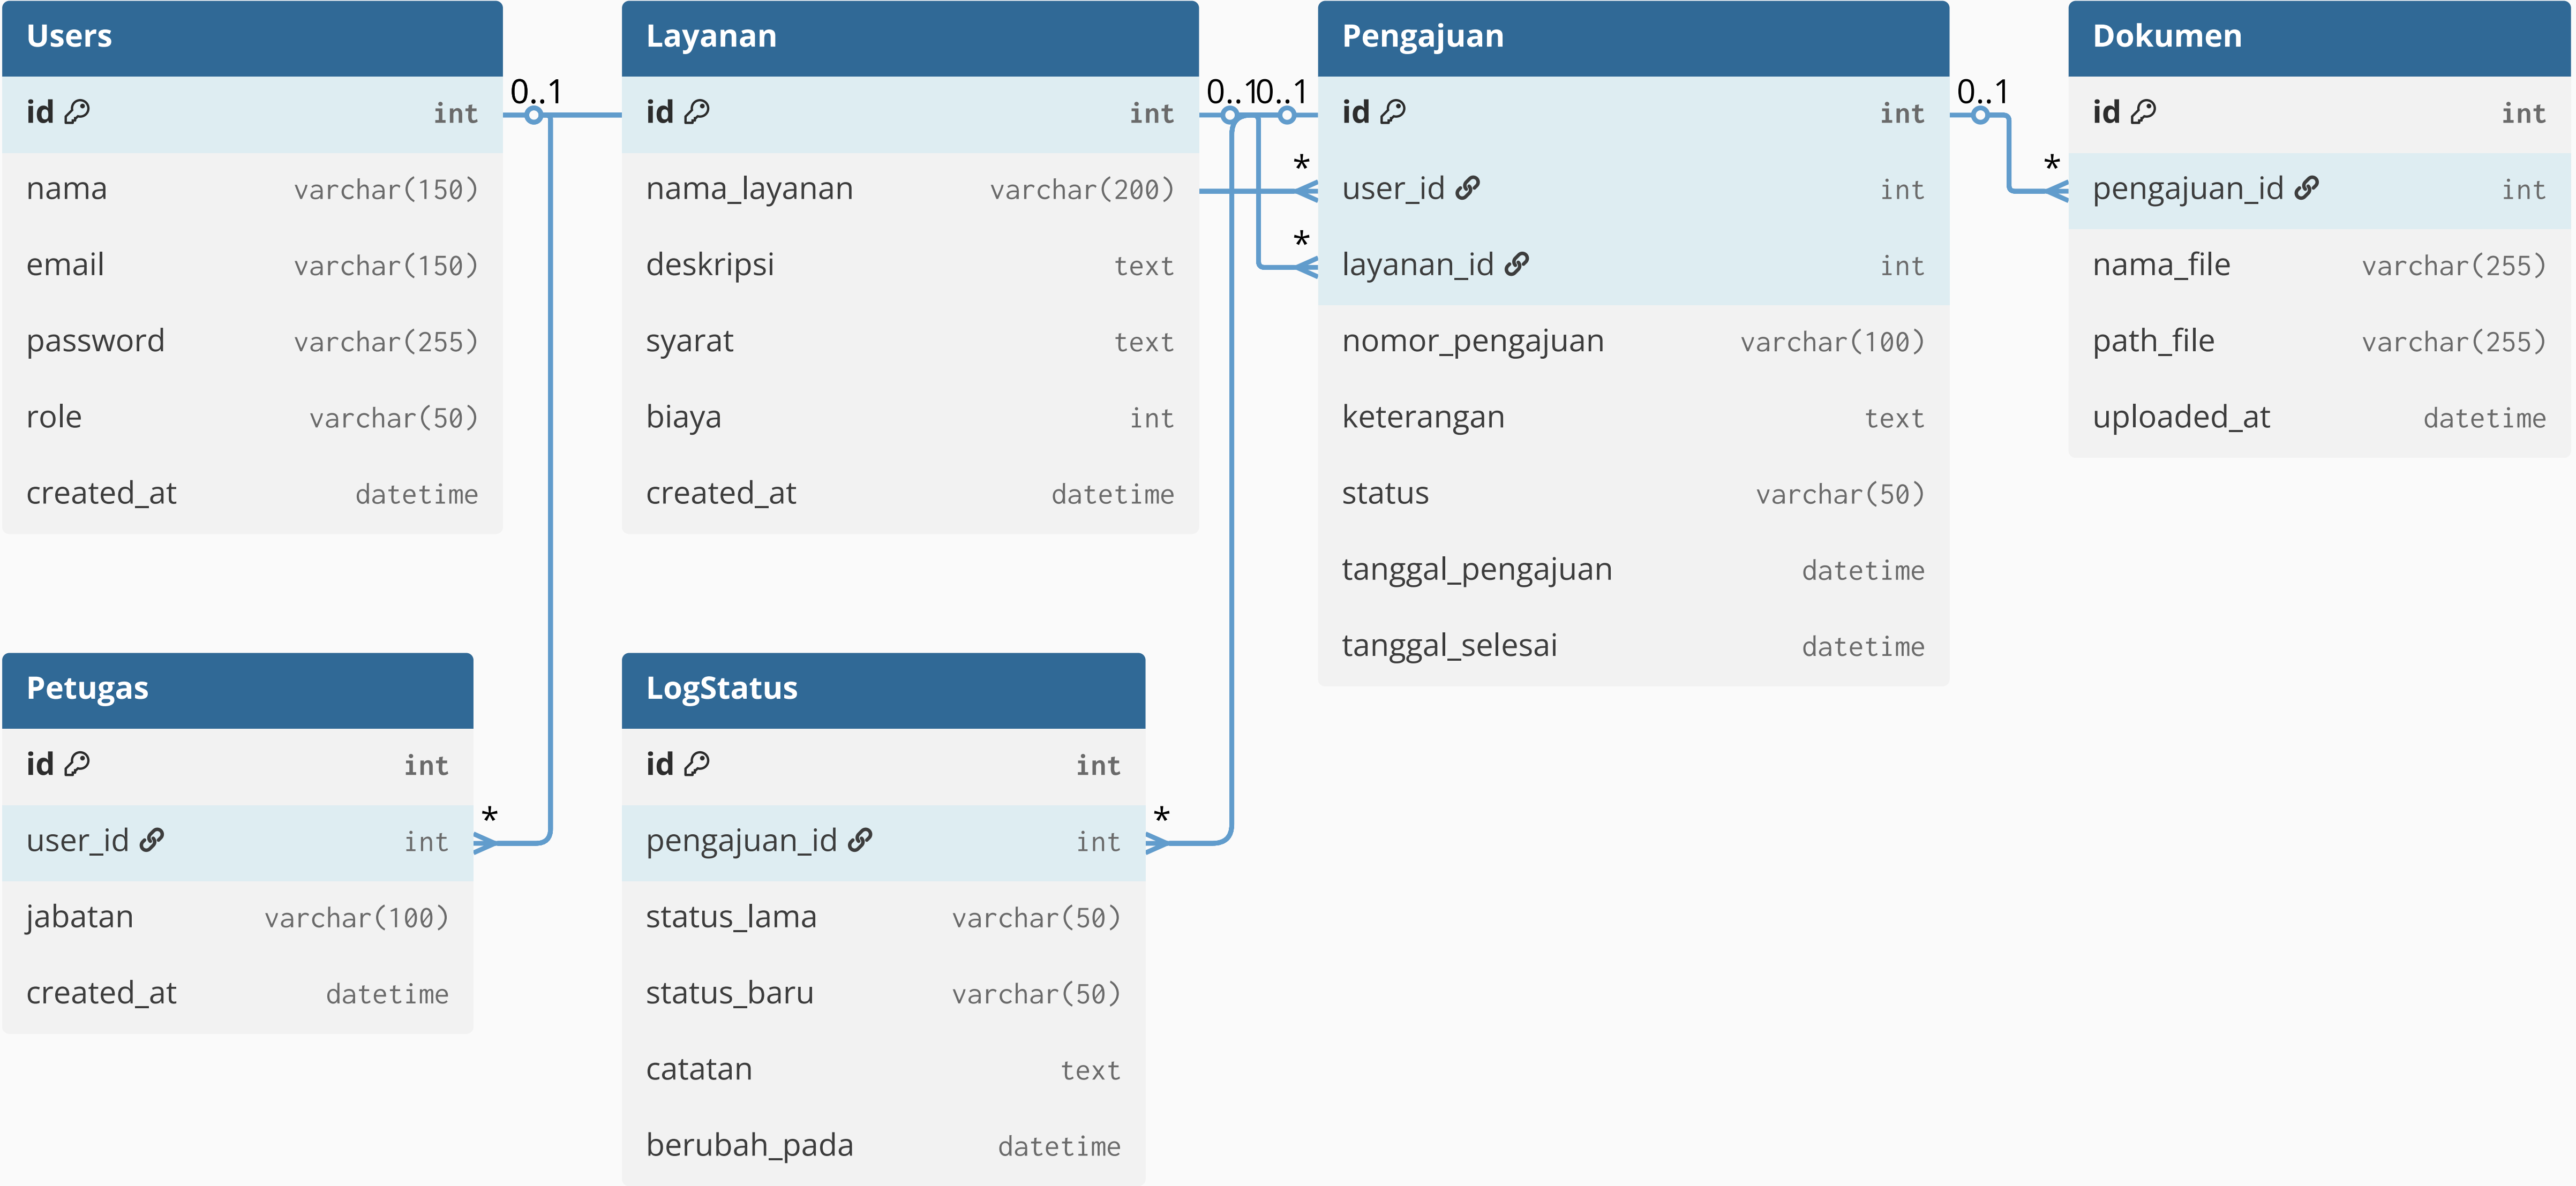 Users
id int
nama varchar(150)
email varchar(150)
password varchar(255)
role varchar(50)
created_at datetime
0..1
Layanan
id int
nama_layanan varchar(200)
deskripsi text
syarat text
biaya int
created_at datetime
0..1
0..1
*
*
Pengajuan
id int
user_id int
layanan_id int
nomor_pengajuan varchar(100)
keterangan text
status varchar(50)
tanggal_pengajuan datetime
tanggal_selesai datetime
0..1
*
Dokumen
id int
pengajuan_id int
nama_file varchar(255)
path_file varchar(255)
uploaded_at datetime
Petugas
id int
user_id int
jabatan varchar(100)
created_at datetime
*
LogStatus
id int
pengajuan_id int
status_lama varchar(50)
status_baru varchar(50)
catatan text
berubah_pada datetime
*